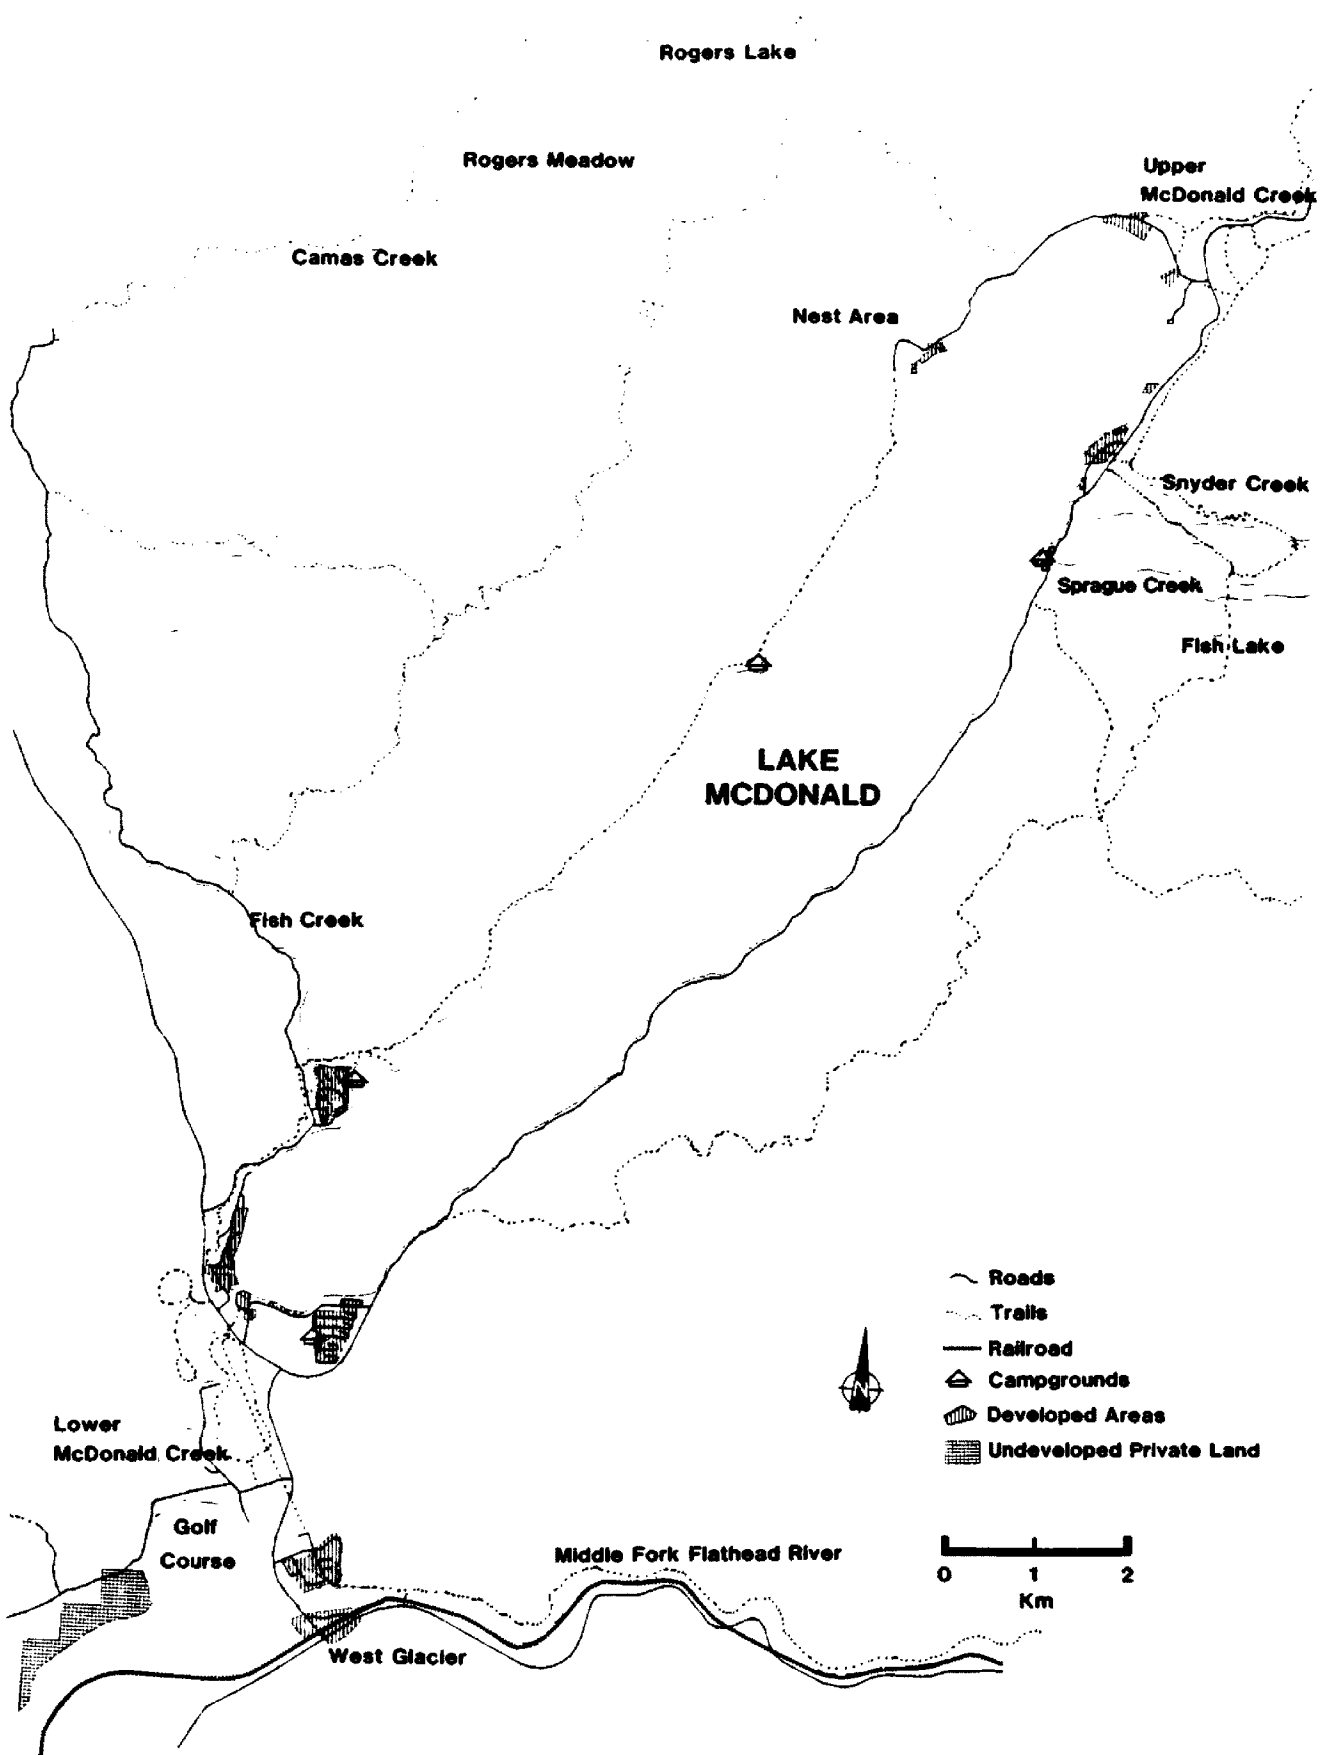 Rogers Lake
Rogers Meadow
Upper
McDonald Creek
Camas Creek
Nest Area
Snyder Creek
Sprague Creek
Fish Lake
LAKE
MCDONALD
Fish Creek
Roads
Trails
Railroad
N
Campgrounds
Developed Areas
Undeveloped Private Land
Lower
McDonald Creek
Golf
Course
Middle Fork Flathead River
0 1 2
Km
West Glacier